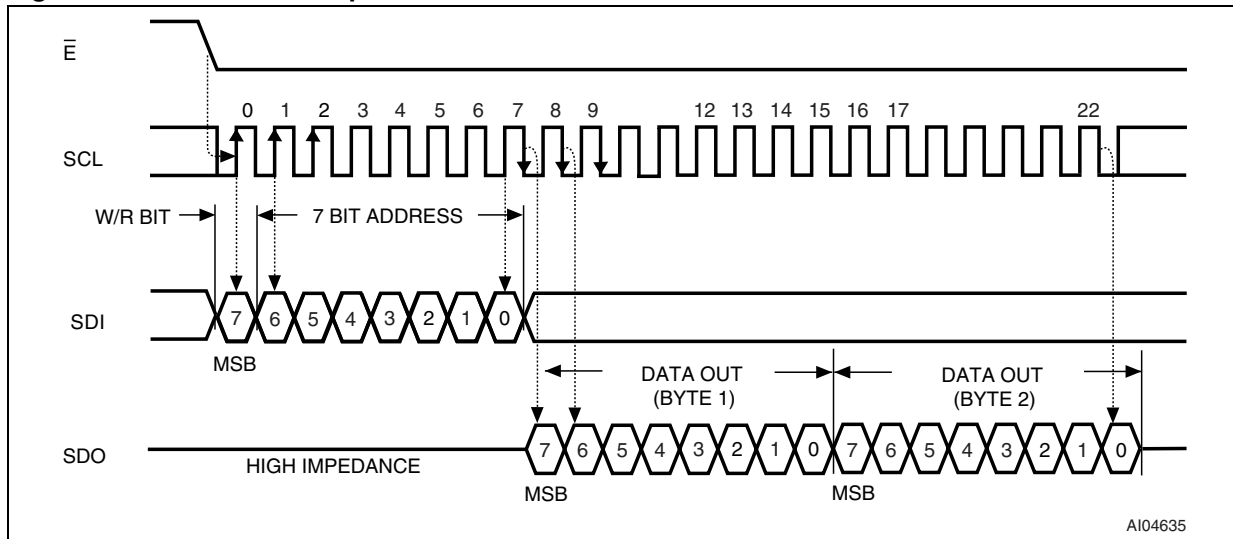 E
0 1 2 3 4 5 6 7 8 9 12 13 14 15 16 17 22
SCL
W/R BIT 7 BIT ADDRESS
SDI 7 6 5 4 3 2 1 0
MSB
DATA OUT (BYTE 1)
DATA OUT (BYTE 2)
SDO HIGH IMPEDANCE 7 6 5 4 3 2 1 0 7 6 5 4 3 2 1 0
MSB MSB
AI04635